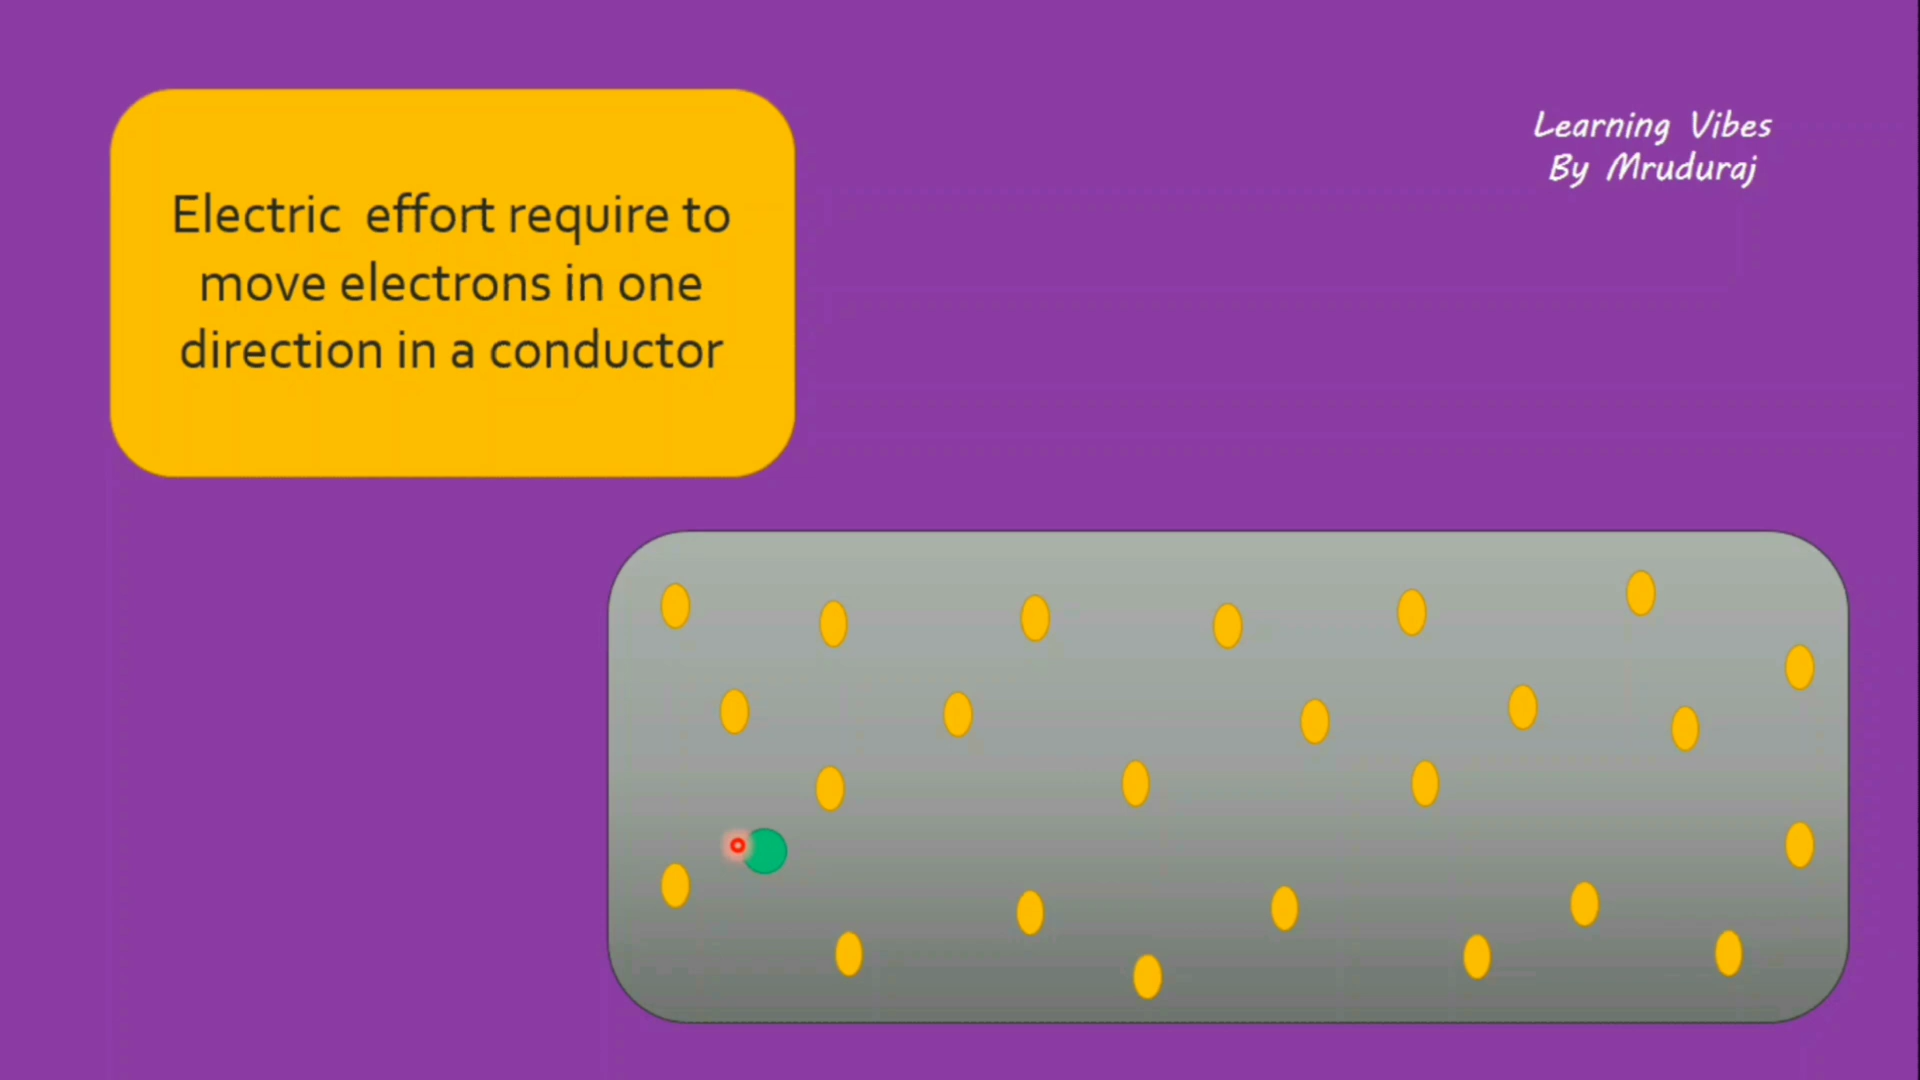 Learning Vibes
By Mruduraj
Electric effort require to
move electrons in one
direction in a conductor